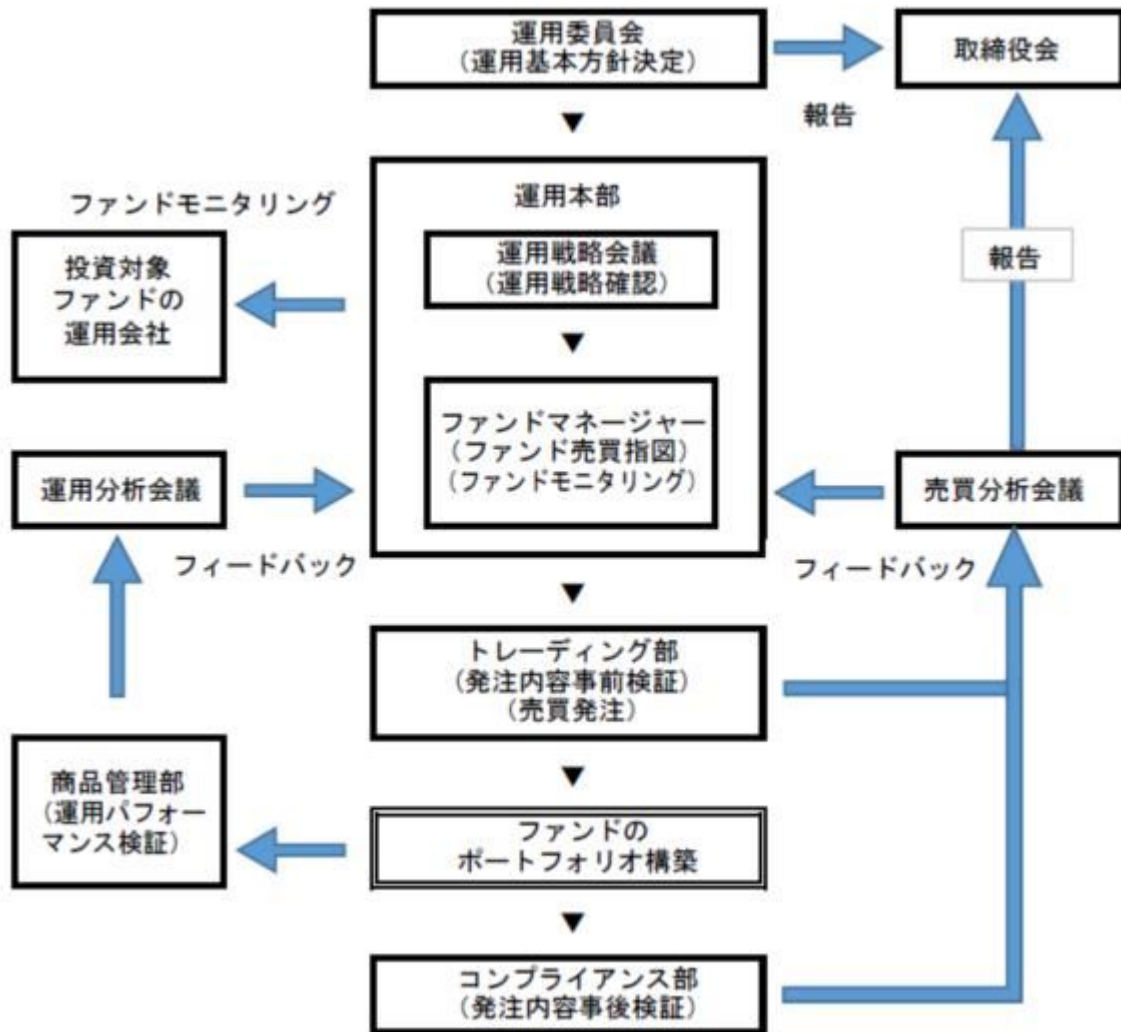 運用委員会
（運用基本方針決定）
取締役会
報告
運用本部
ファンドモニタリング
運用戦略会議
（運用戦略確認）
投資対象
ファンドの
運用会社
報告
ファンドマネージャー
（ファンド売買指図）
（ファンドモニタリング）
運用分析会議
売買分析会議
フィードバック
フィードバック
トレーディング部
（発注内容事前検証）
（売買発注）
商品管理部
（運用パフォー
マンス検証）
ファンドの
ポートフォリオ構築
コンプライアンス部
（発注内容事後検証）